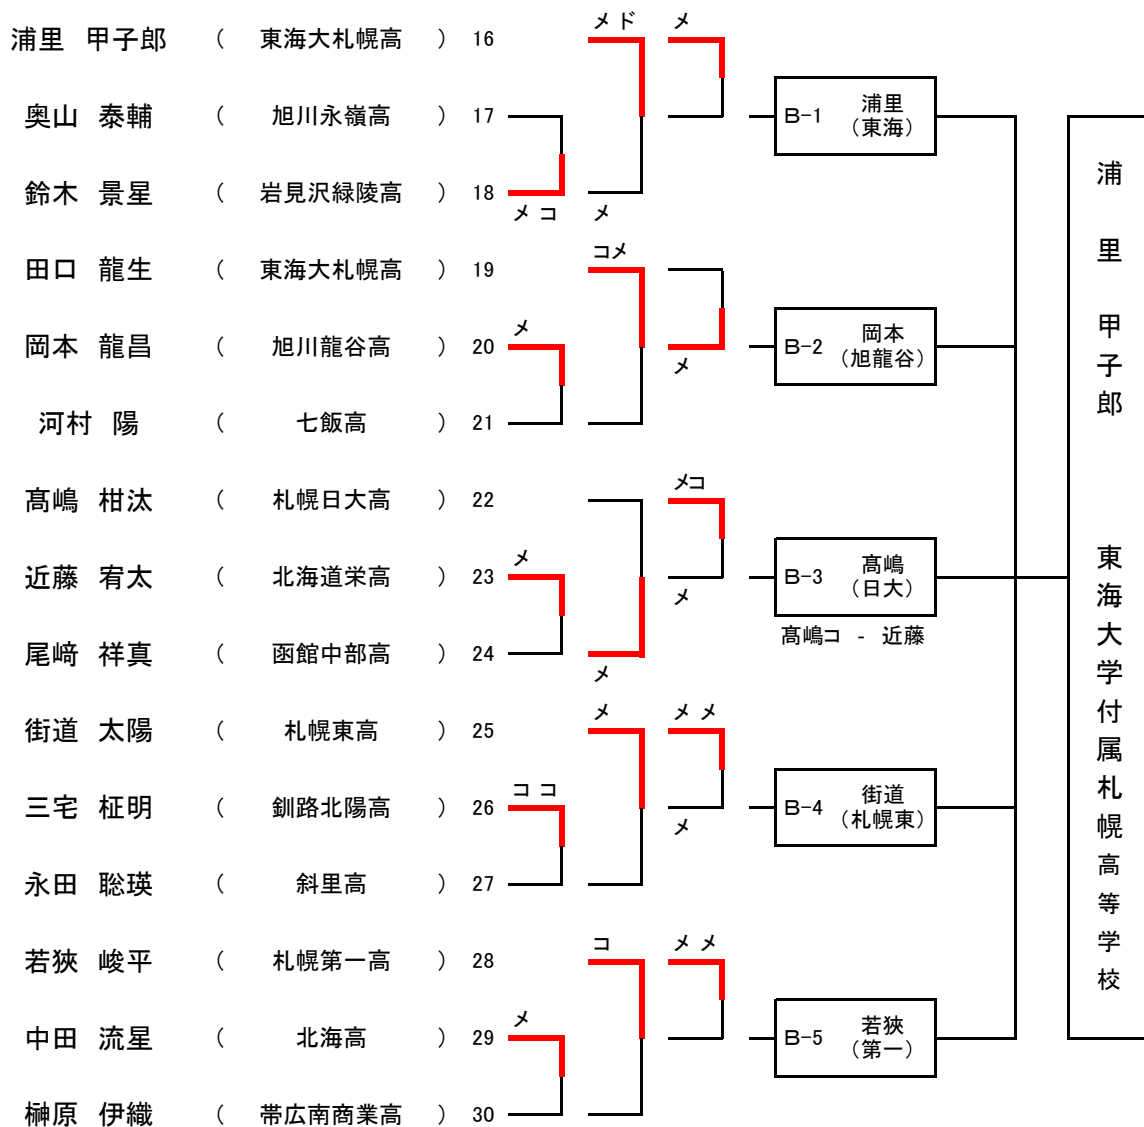 メ ド メ
浦里 甲子郎 ( 東海大札幌高 ) 16
奥山 泰輔 ( 旭川永嶺高 ) 17
B-1 浦里
(東海)
鈴木 景星 ( 岩見沢緑陵高 ) 18
メ コ メ
コメ
田口 龍生 ( 東海大札幌高 ) 19
メ
岡本 龍昌 ( 旭川龍谷高 ) 20
B-2 岡本
(旭龍谷)
メ
河村 陽 ( 七飯高 ) 21
メコ
髙嶋 柑汰 ( 札幌日大高 ) 22
メ
近藤 宥太 ( 北海道栄高 ) 23
B-3 髙嶋
(日大)
メ
髙嶋コ - 近藤
尾﨑 祥真 ( 函館中部高 ) 24
メ
メ メ メ
街道 太陽 ( 札幌東高 ) 25
コ コ
三宅 柾明 ( 釧路北陽高 ) 26
B-4 街道
(札幌東)
メ
永田 聡瑛 ( 斜里高 ) 27
コ メ メ
若狹 峻平 ( 札幌第一高 ) 28
メ
中田 流星 ( 北海高 ) 29
B-5 若狹
(第一)
榊原 伊織 ( 帯広南商業高 ) 30
浦里甲子郎
東海大学付属札幌高等学校